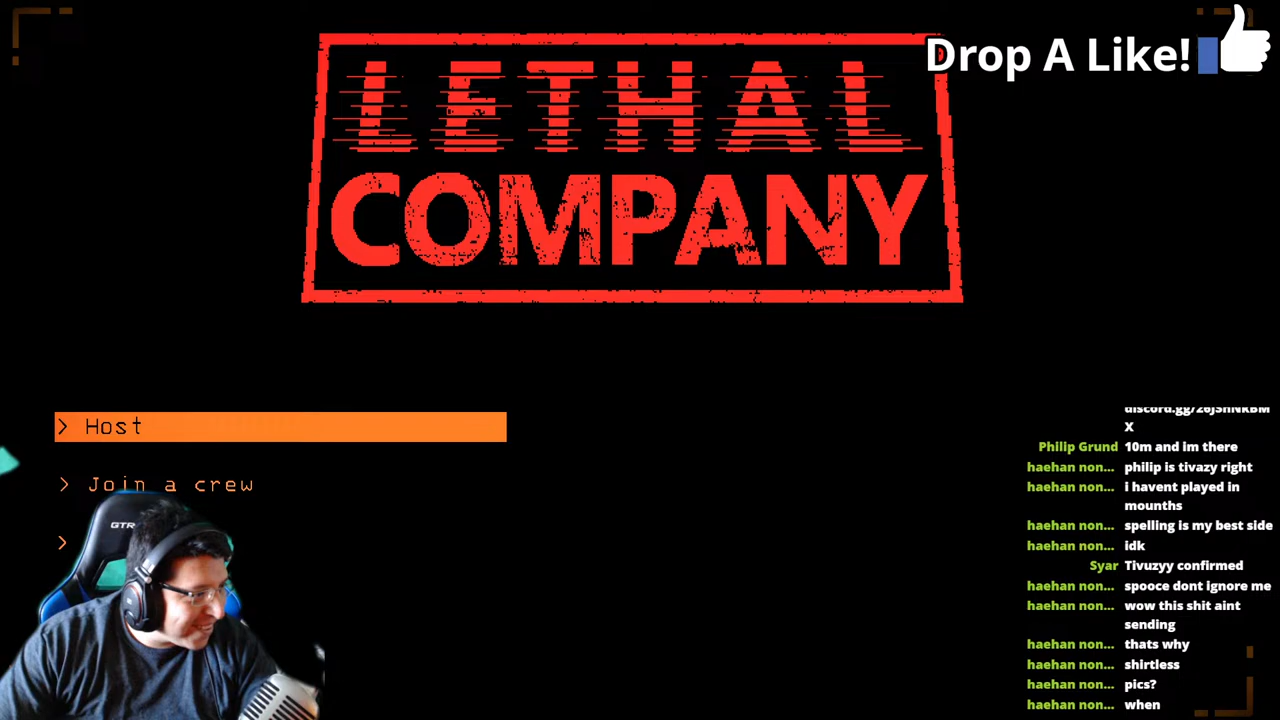 LETHAL
COMPANY
Drop A Like!
> Host
> Join a crew
>
X
Philip Grund 10m and im there
haehan non... philip is tivazy right
haehan non... i havent played in
mounths
haehan non... spelling is my best side
haehan non... idk
Syar Tivuzyy confirmed
haehan non... spooce dont ignore me
haehan non... wow this shit aint
sending
haehan non... thats why
haehan non... shirtless
haehan non... pics?
haehan non... when
GTR